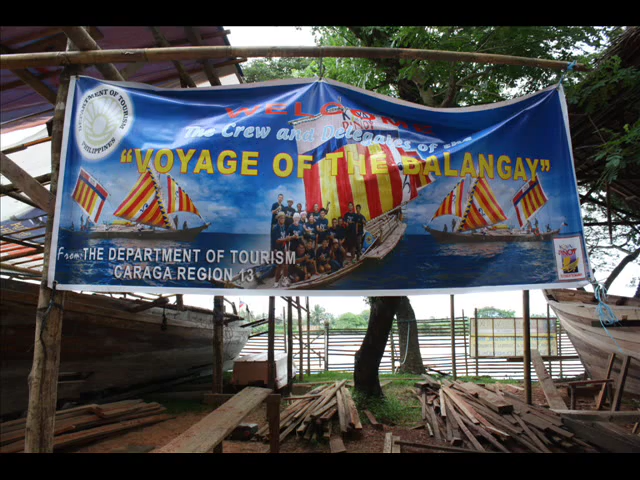 DEPARTMENT OF TOURISM
PHILIPPINES
WELCOME
The Crew and Delegates of the
"VOYAGE OF THE BALANGAY"
From: THE DEPARTMENT OF TOURISM
CARAGA REGION 13